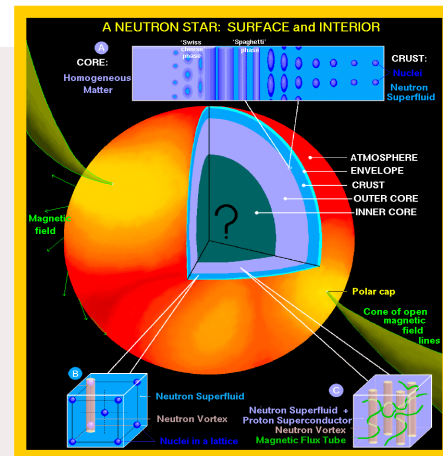 A NEUTRON STAR: SURFACE and INTERIOR
A
CORE:
Homogeneous
Matter
'Swiss
cheese'
phase
'Spaghetti'
phase
CRUST:
Nuclei
Neutron
Superfluid
ATMOSPHERE
ENVELOPE
CRUST
OUTER CORE
INNER CORE
?
Magnetic
field
Polar cap
Cone of open
magnetic
field
lines
B
Neutron Superfluid
Neutron Vortex
Nuclei in a lattice
C
Neutron Superfluid +
Proton Superconductor
Neutron Vortex
Magnetic Flux Tube